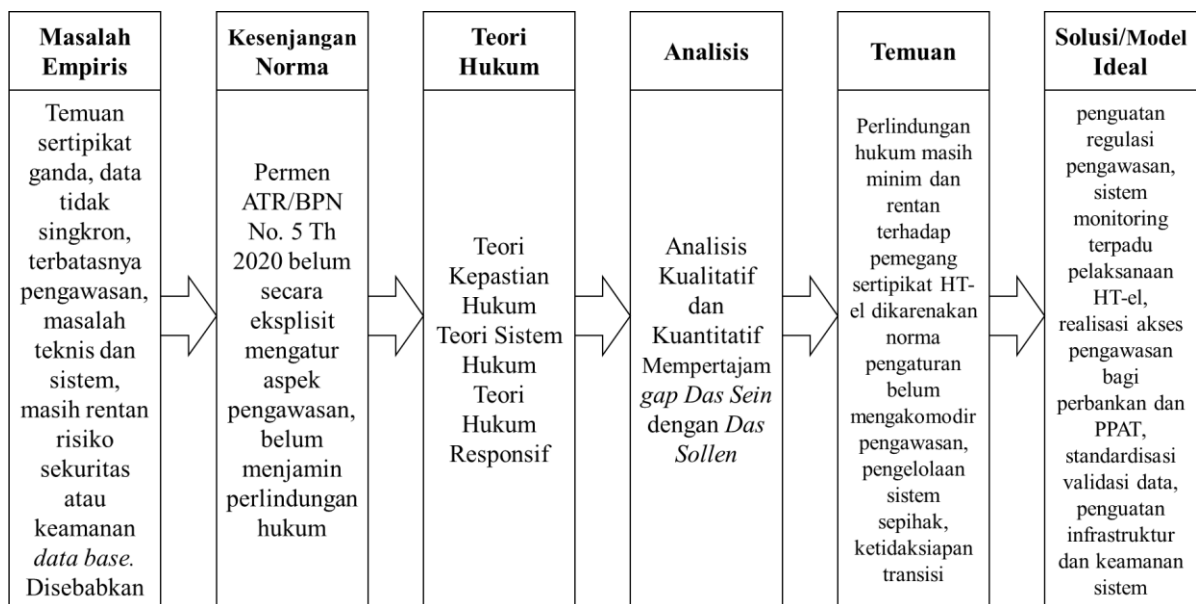 Masalah
Empiris
Temuan
sertipikat
ganda, data
tidak
singkron,
terbatasnya
pengawasan,
masalah
teknis dan
sistem,
masih rentan
risiko
sekuritas
atau
keamanan
data base.
Disebabkan
Kesenjangan
Norma
Permen
ATR/BPN
No. 5 Th
2020 belum
secara
eksplisit
mengatur
aspek
pengawasan,
belum
menjamin
perlindungan
hukum
Teori
Hukum
Teori
Kepastian
Hukum
Teori Sistem
Hukum
Teori
Hukum
Responsif
Analisis
Analisis
Kualitatif
dan
Kuantitatif
Mempertajam
gap Das Sein
dengan Das
Sollen
Temuan
Perlindungan
hukum masih
minim dan
rentan
terhadap
pemegang
sertipikat HT-
el dikarenakan
norma
pengaturan
belum
mengakomodir
pengawasan,
pengelolaan
sistem
sepihak,
ketidaksiapan
transisi
Solusi/Model
Ideal
penguatan
regulasi
pengawasan,
sistem
monitoring
terpadu
pelaksanaan
HT-el,
realisasi akses
pengawasan
bagi
perbankan dan
PPAT,
standardisasi
validasi data,
penguatan
infrastruktur
dan keamanan
sistem